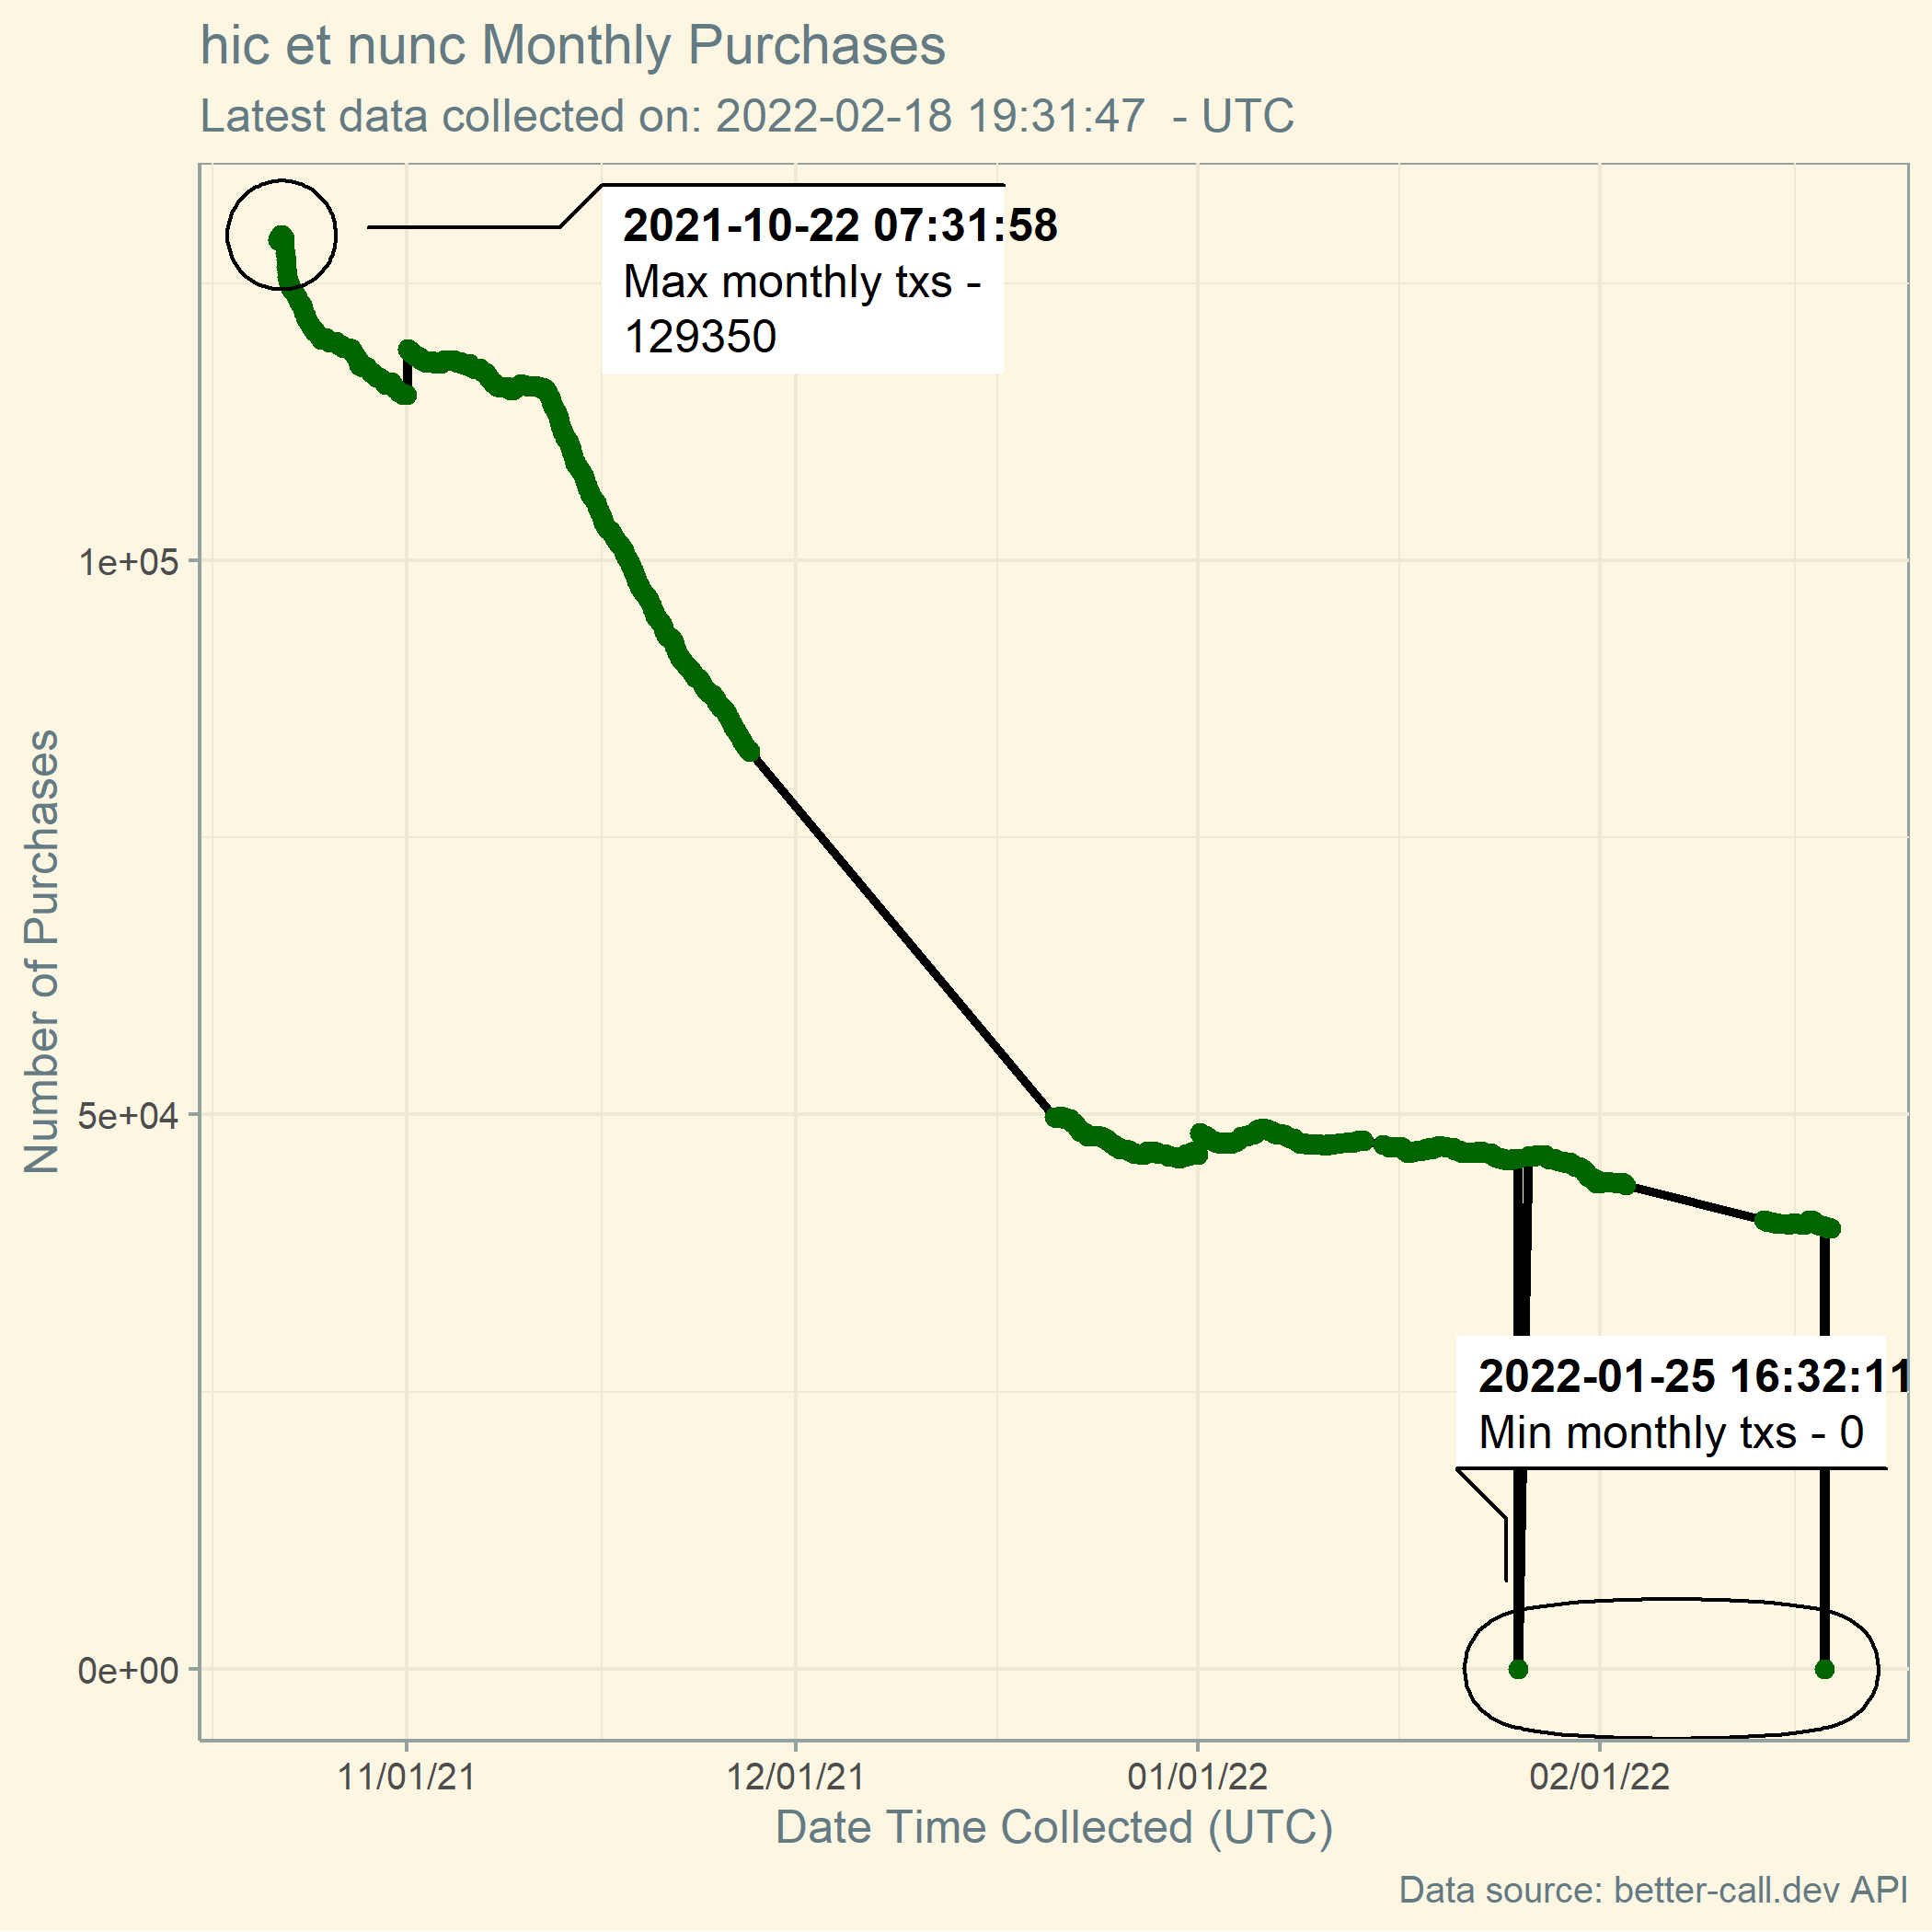 hic et nunc Monthly Purchases
Latest data collected on: 2022-02-18 19:31:47  - UTC
2021-10-22 07:31:58
Max monthly txs -
129350
1e+05
5e+04
0e+00
Number of Purchases
2022-01-25 16:32:11
Min monthly txs - 0
11/01/21
12/01/21
01/01/22
02/01/22
Date Time Collected (UTC)
Data source: better-call.dev API